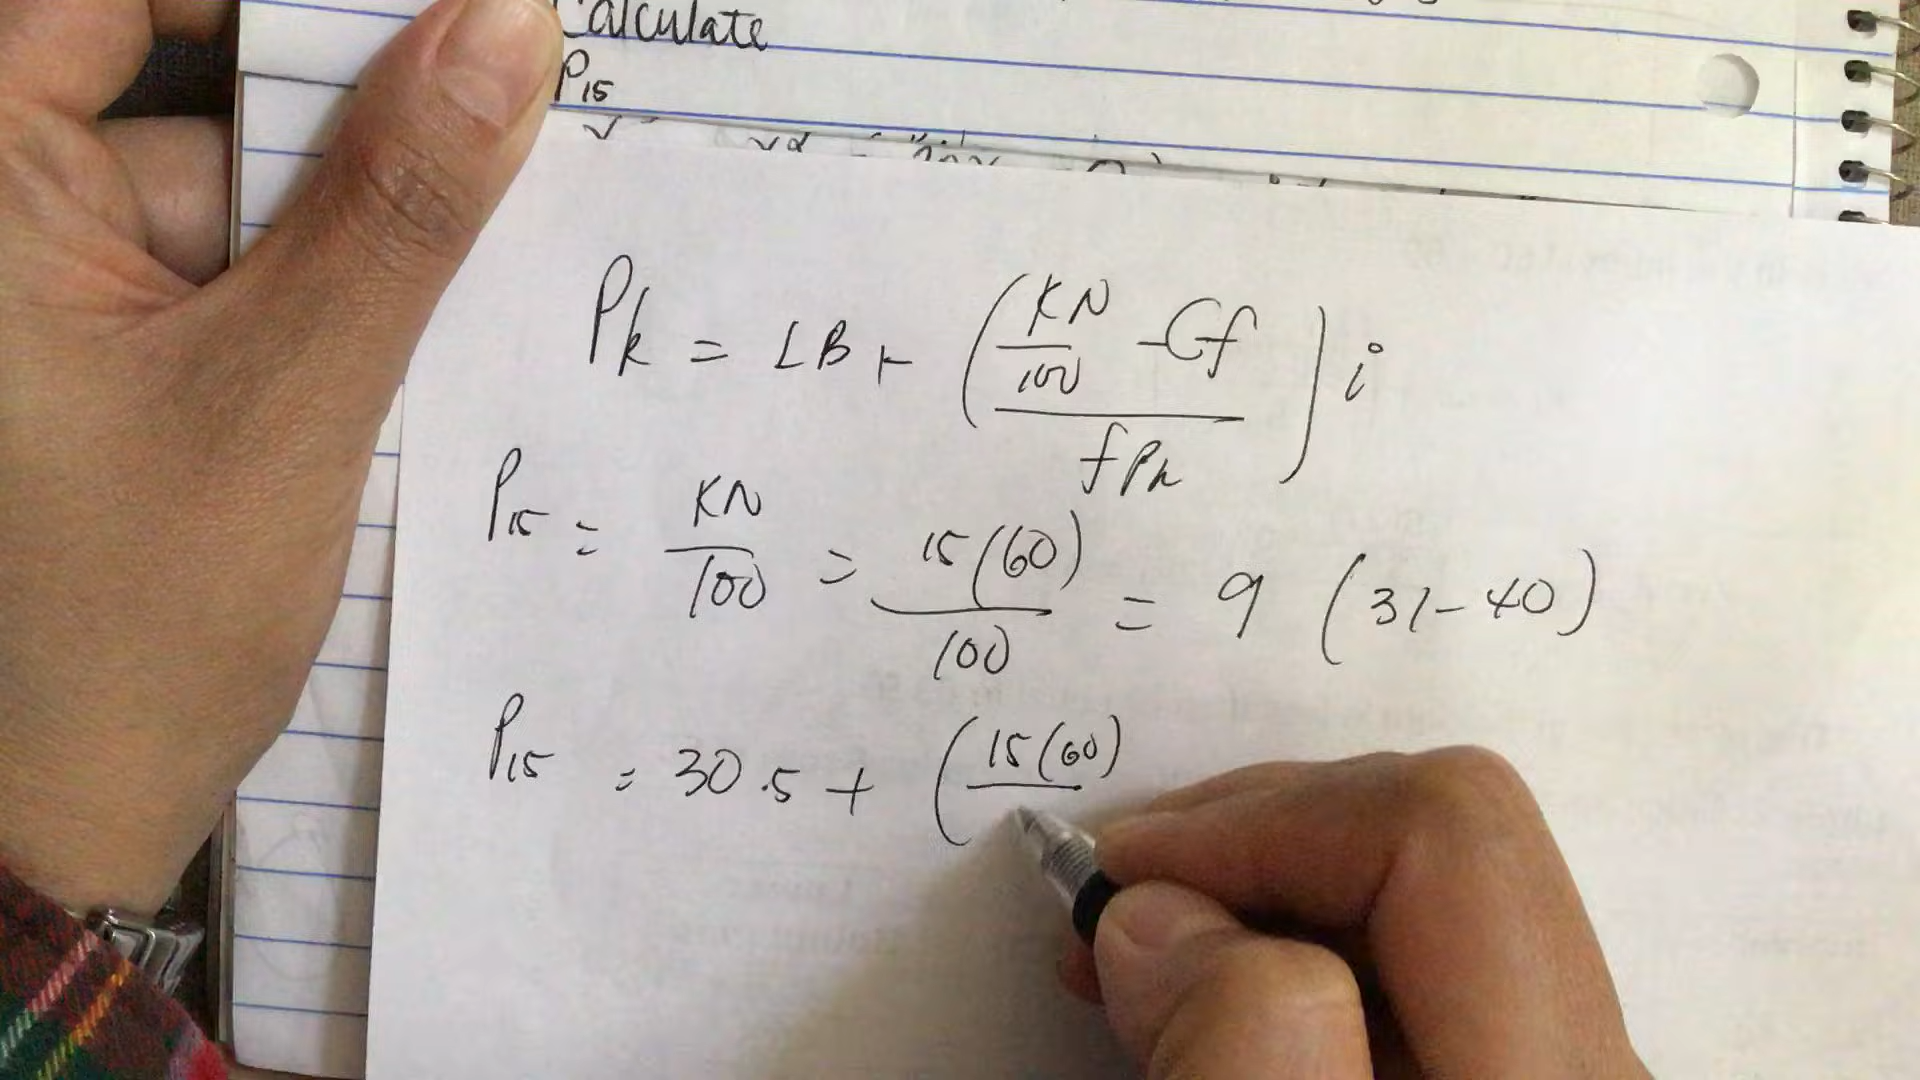 Calculate
P15
Pk = LB + (KN/100 - Cf / fPk) i
P15 = KN/100 = 15(60)/100 = 9 (31-40)
P15 = 30.5 + (15(60)/